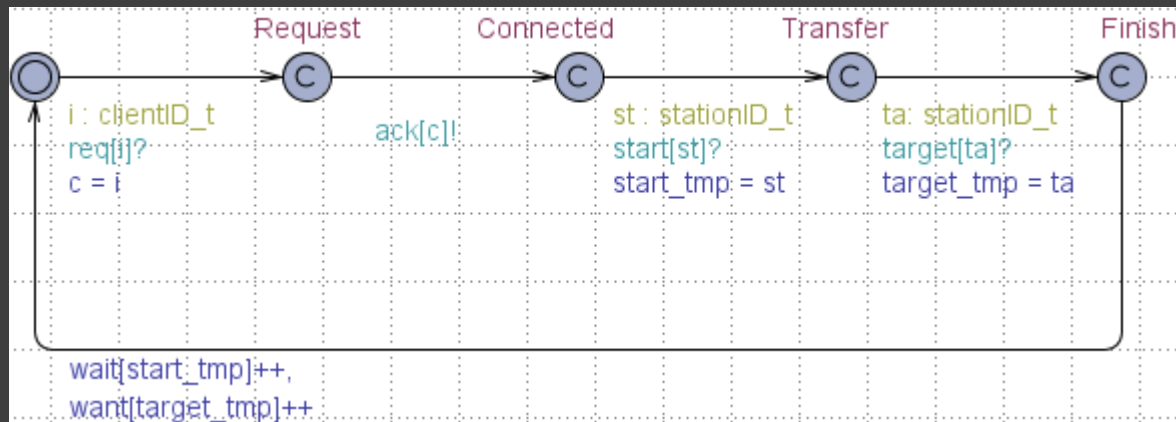 Request
Connected
Transfer
Finish
C
C
C
C
i : clientID_t
req[i]?
c = i
ack[c]!
st : stationID_t
start[st]?
start_tmp = st
ta: stationID_t
target[ta]?
target_tmp = ta
wait[start_tmp]++,
want[target_tmp]++